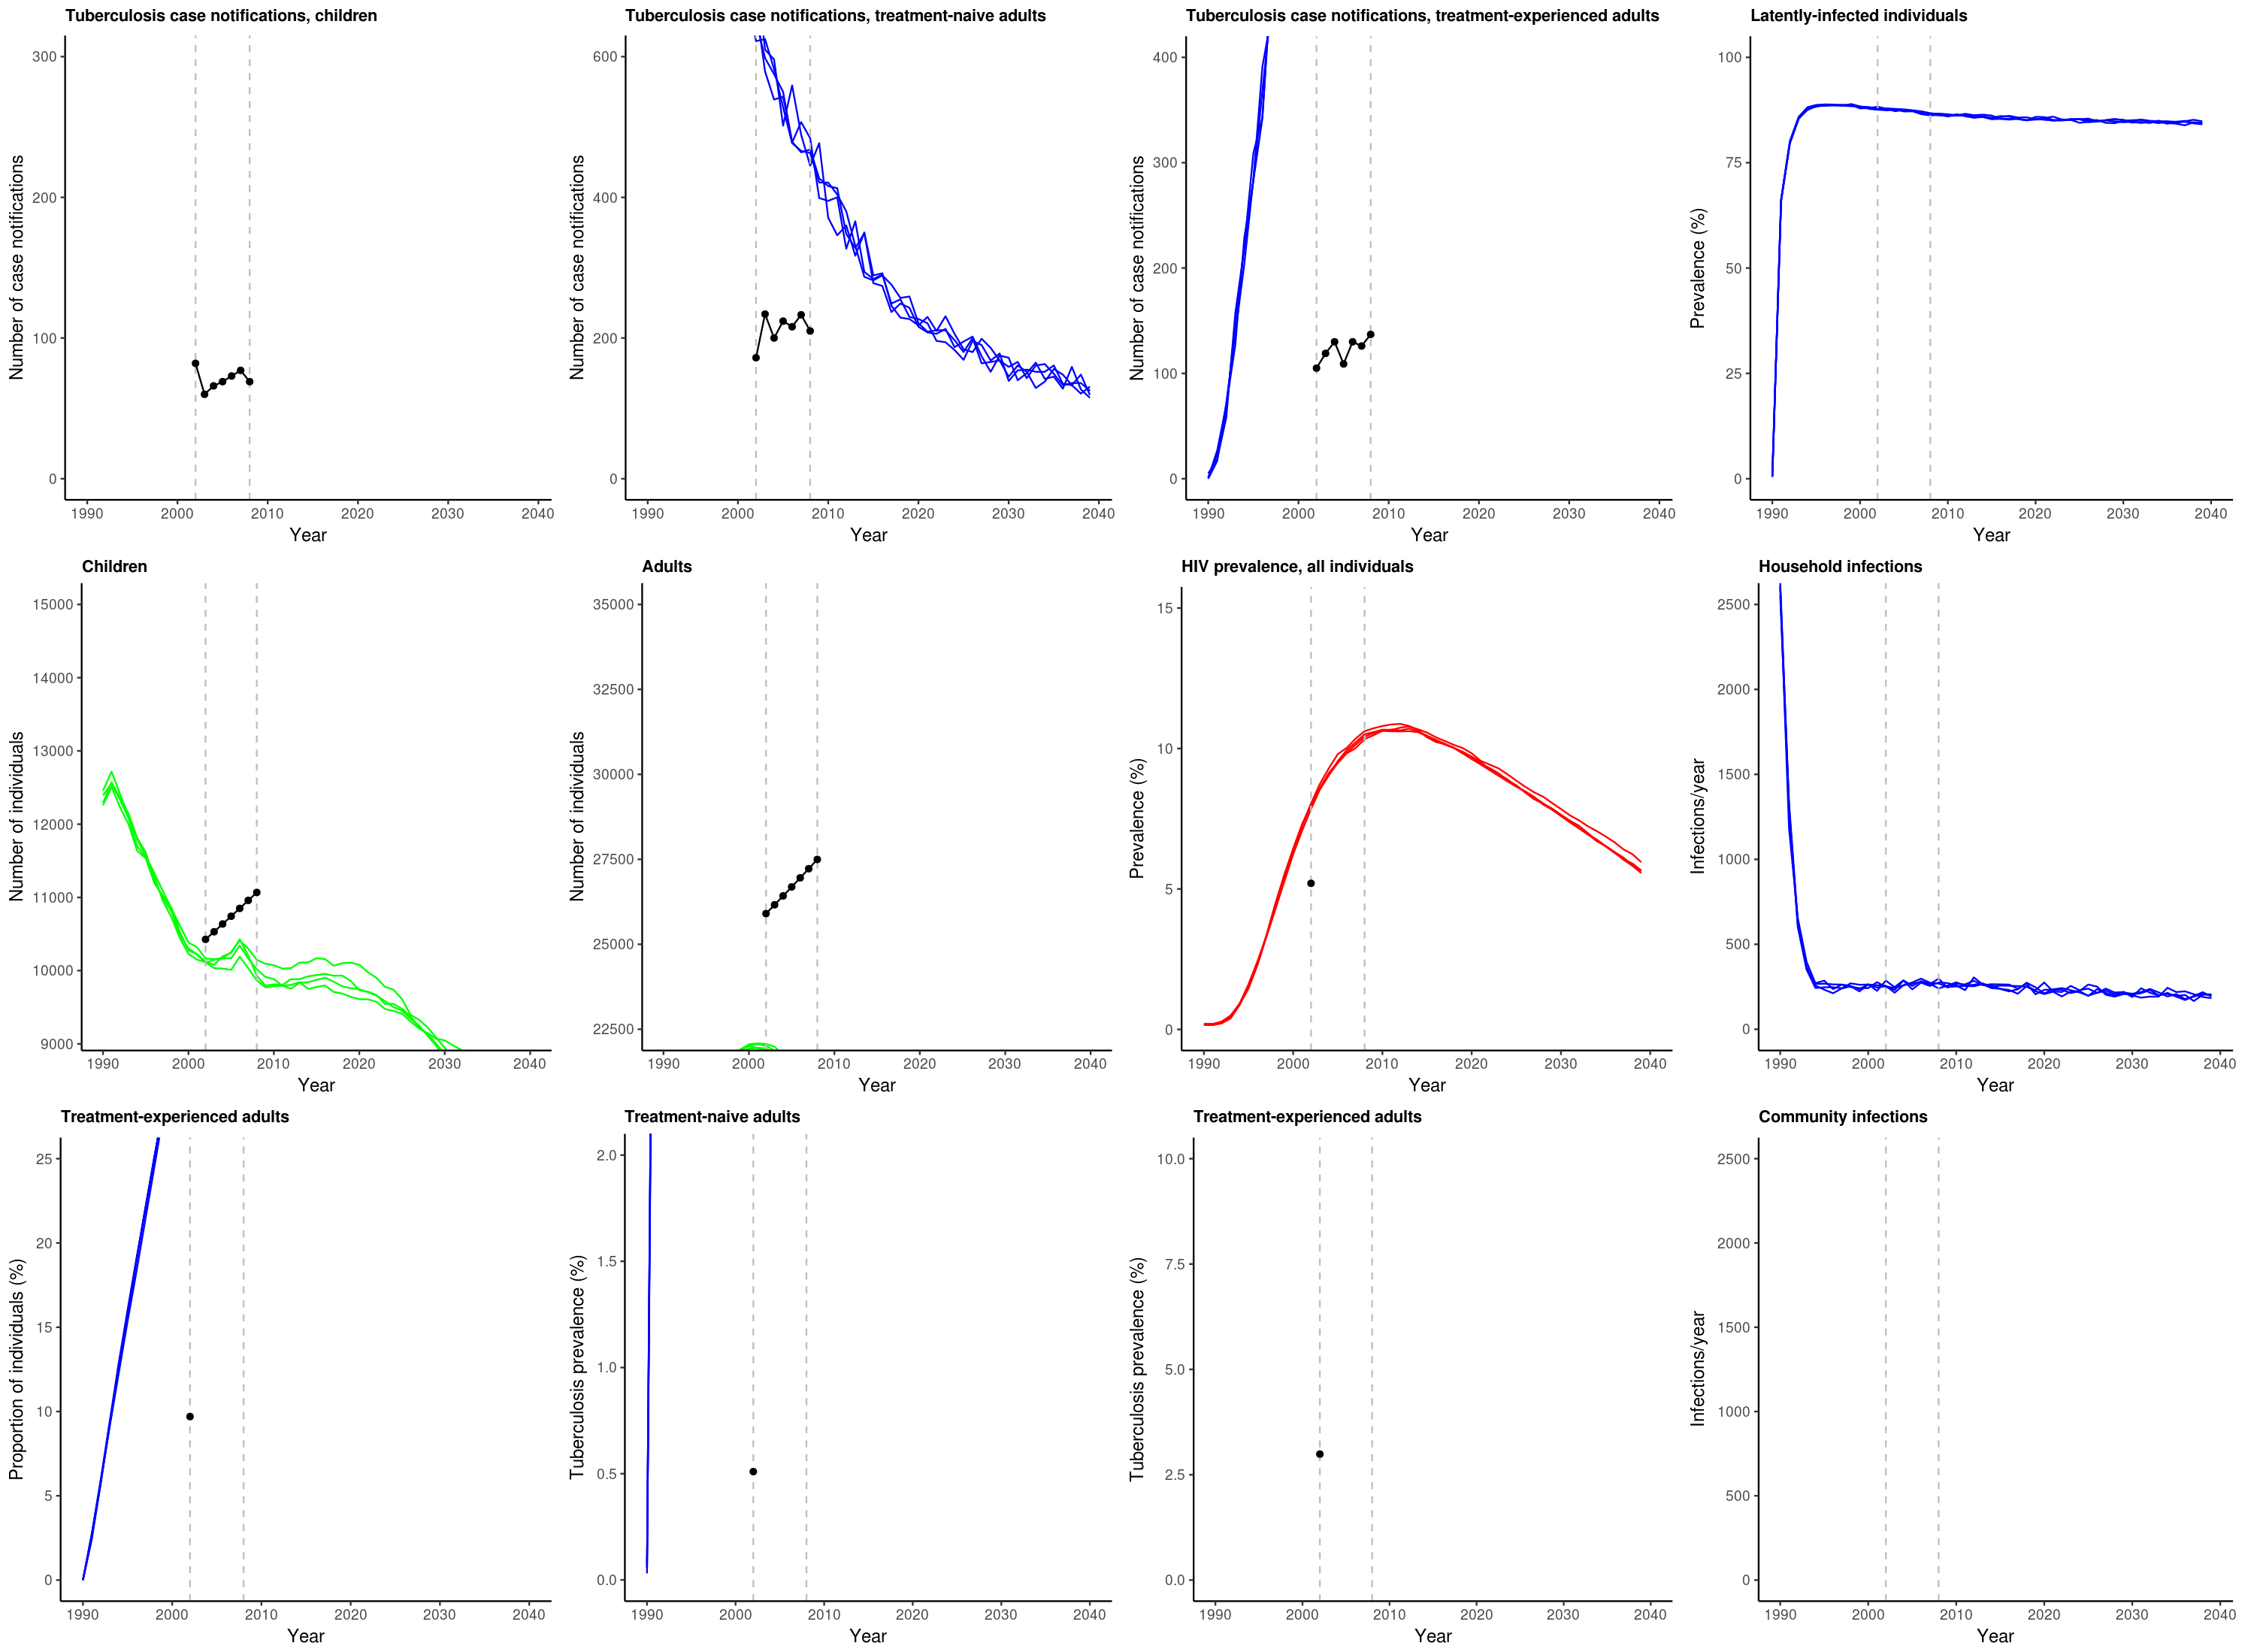 Tuberculosis case notifications, children
Number of case notifications
300
200
100
0
1990 2000 2010 2020 2030 2040
Year
Tuberculosis case notifications, treatment-naive adults
Number of case notifications
600
400
200
0
1990 2000 2010 2020 2030 2040
Year
Tuberculosis case notifications, treatment-experienced adults
Number of case notifications
400
300
200
100
0
1990 2000 2010 2020 2030 2040
Year
Latently-infected individuals
Prevalence (%)
100
75
50
25
0
1990 2000 2010 2020 2030 2040
Year
Children
Number of individuals
15000
14000
13000
12000
11000
10000
9000
1990 2000 2010 2020 2030 2040
Year
Adults
Number of individuals
35000
32500
30000
27500
25000
22500
1990 2000 2010 2020 2030 2040
Year
HIV prevalence, all individuals
Prevalence (%)
15
10
5
0
1990 2000 2010 2020 2030 2040
Year
Household infections
Infections/year
2500
2000
1500
1000
500
0
1990 2000 2010 2020 2030 2040
Year
Treatment-experienced adults
Proportion of individuals (%)
25
20
15
10
5
0
1990 2000 2010 2020 2030 2040
Year
Treatment-naive adults
Tuberculosis prevalence (%)
2.0
1.5
1.0
0.5
0.0
1990 2000 2010 2020 2030 2040
Year
Treatment-experienced adults
Tuberculosis prevalence (%)
10.0
7.5
5.0
2.5
0.0
1990 2000 2010 2020 2030 2040
Year
Community infections
Infections/year
2500
2000
1500
1000
500
0
1990 2000 2010 2020 2030 2040
Year